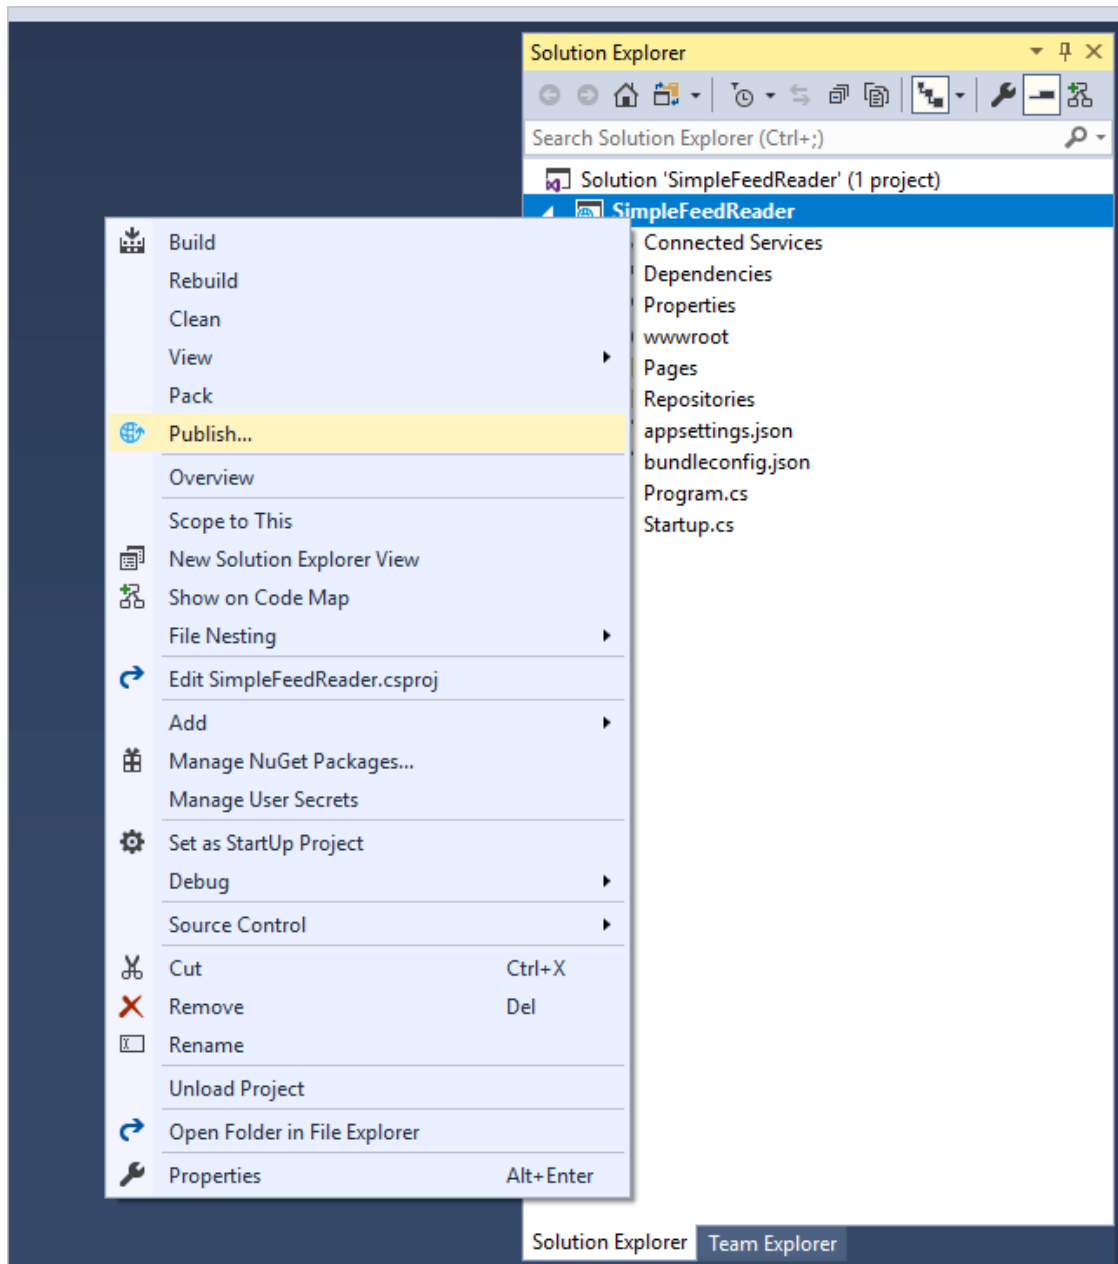 Solution Explorer
Search Solution Explorer (Ctrl+;)
Solution 'SimpleFeedReader' (1 project)
SimpleFeedReader
Connected Services
Dependencies
Properties
wwwroot
Pages
Repositories
appsettings.json
bundleconfig.json
Program.cs
Startup.cs
Build
Rebuild
Clean
View
Pack
Publish...
Overview
Scope to This
New Solution Explorer View
Show on Code Map
File Nesting
Edit SimpleFeedReader.csproj
Add
Manage NuGet Packages...
Manage User Secrets
Set as StartUp Project
Debug
Source Control
Cut Ctrl+X
Remove Del
Rename
Unload Project
Open Folder in File Explorer
Properties Alt+Enter
Solution Explorer Team Explorer